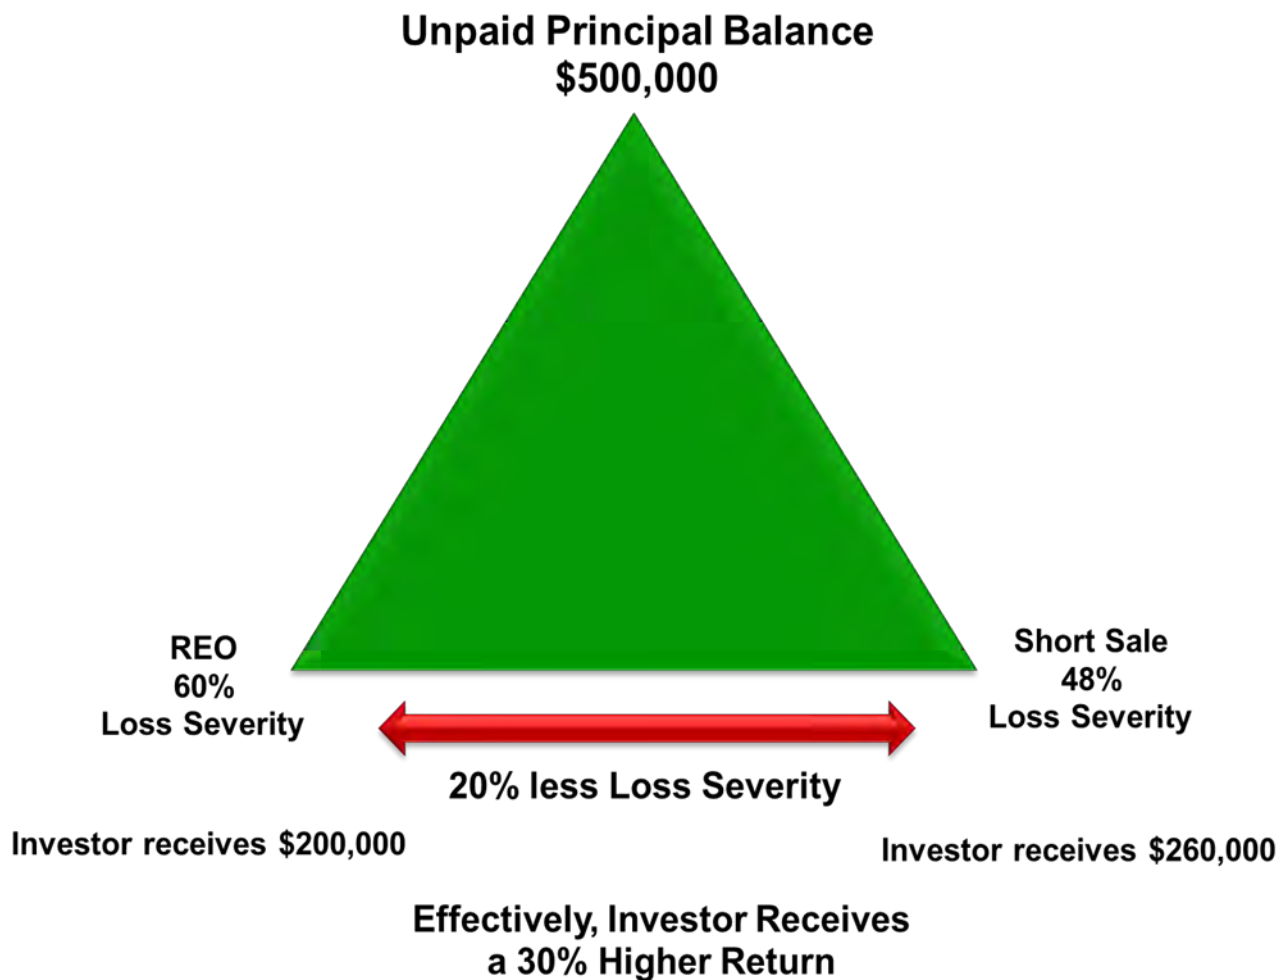 Unpaid Principal Balance
$500,000
REO
60%
Loss Severity
Short Sale
48%
Loss Severity
20% less Loss Severity
Investor receives $200,000
Investor receives $260,000
Effectively, Investor Receives
a 30% Higher Return